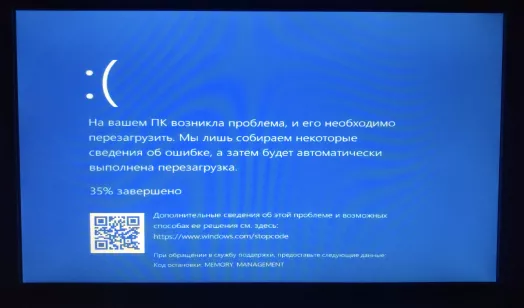 :(
На вашем ПК возникла проблема, и его необходимо
перезагрузить. Мы лишь собираем некоторые
сведения об ошибке, а затем будет автоматически
выполнена перезагрузка.
35% завершено
Дополнительные сведения об этой проблеме и возможных
способах ее решения см. здесь:
https://www.windows.com/stopcode
При обращении в службу поддержки, предоставьте следующие данные:
Код остановки: MEMORY_MANAGEMENT